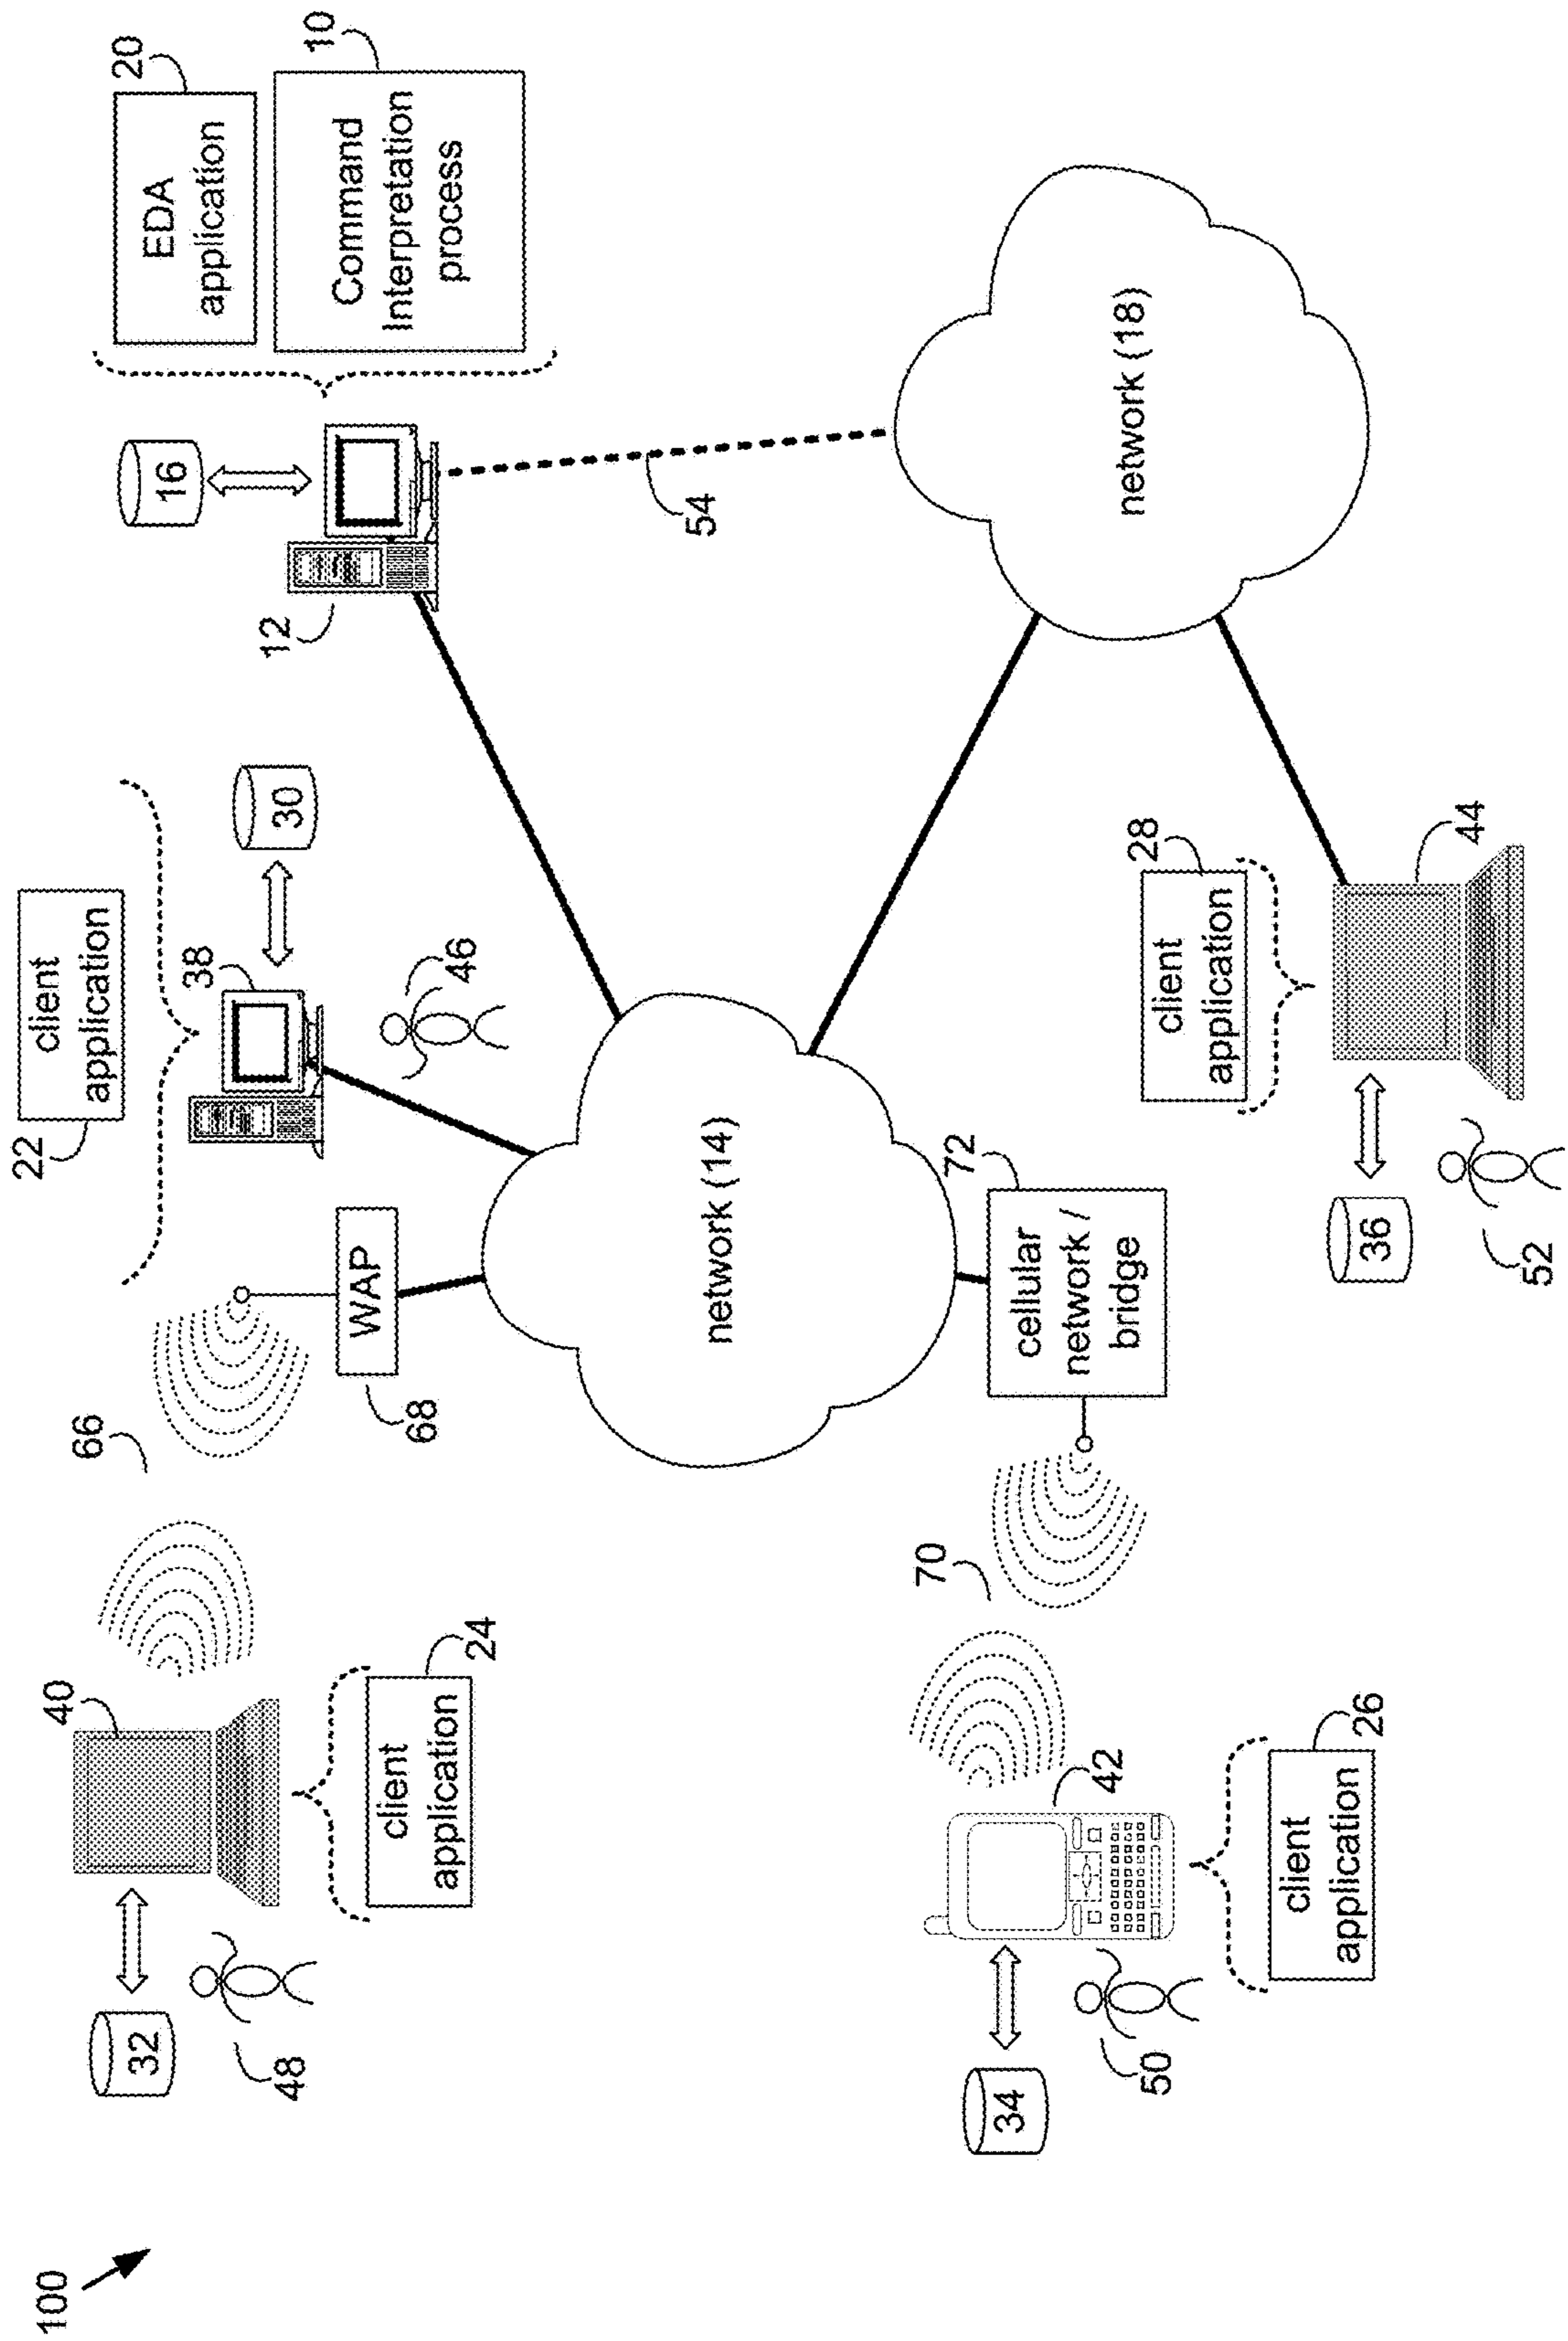 100
32
48
40
client
application
24
66
WAP
68
client
application
22
38
30
46
12
16
EDA
application
20
Command
Interpretation
process
10
54
network (14)
network (18)
34
50
42
client
application
26
70
cellular
network /
bridge
72
36
52
client
application
28
44